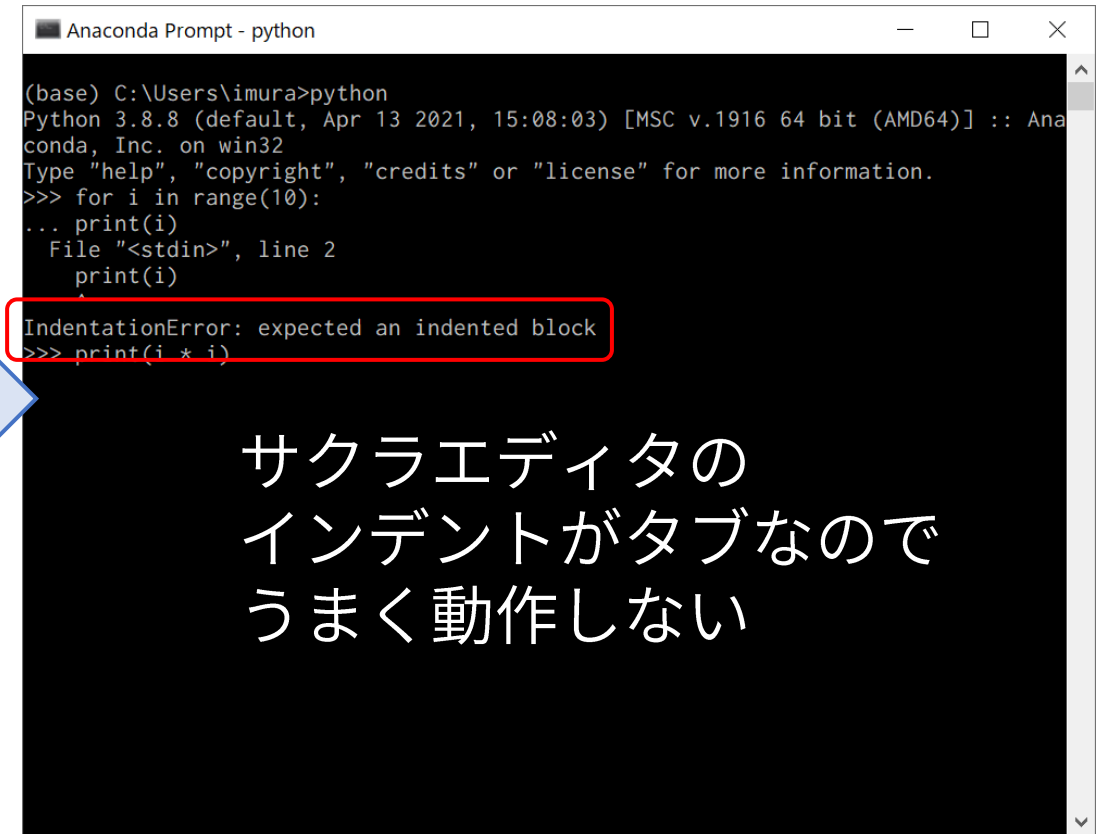 Anaconda Prompt - python
(base) C:\Users\imura>python
Python 3.8.8 (default, Apr 13 2021, 15:08:03) [MSC v.1916 64 bit (AMD64)] :: Ana
conda, Inc. on win32
Type "help", "copyright", "credits" or "license" for more information.
>>> for i in range(10):
... print(i)
  File "<stdin>", line 2
    print(i)
    ^
IndentationError: expected an indented block
>>> print(i * i)
サクラエディタの
インデントがタブなので
うまく動作しない